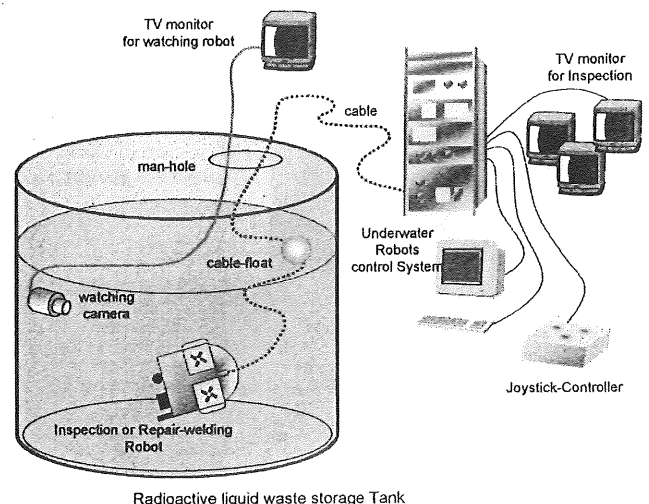 TV monitor
for watching robot
TV monitor
for Inspection
cable
man-hole
Underwater
Robots
control System
cable-float
watching
camera
Joystick-Controller
Inspection or Repair-welding
Robot
Radioactive liquid waste storage Tank